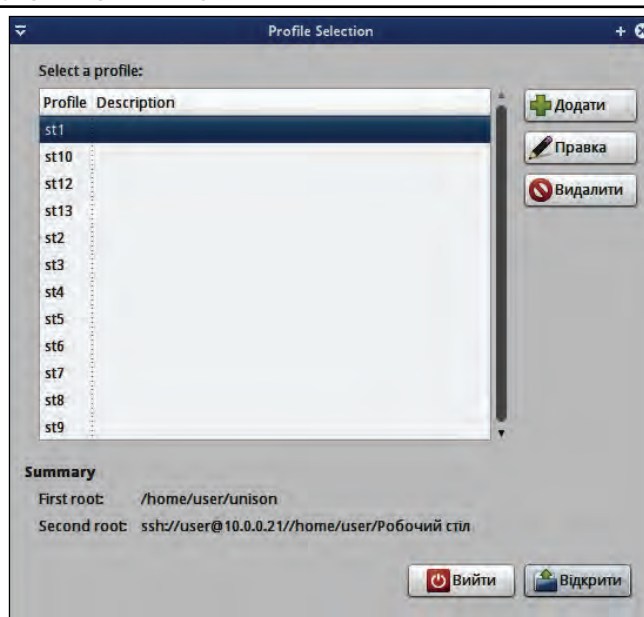 Profile Selection
Select a profile:
Profile Description
st1
st10
st12
st13
st2
st3
st4
st5
st6
st7
st8
st9
Додати
Правка
Видалити
Summary
First root: /home/user/unison
Second root: ssh://user@10.0.0.21//home/user/Робочий стіл
Вийти
Відкрити